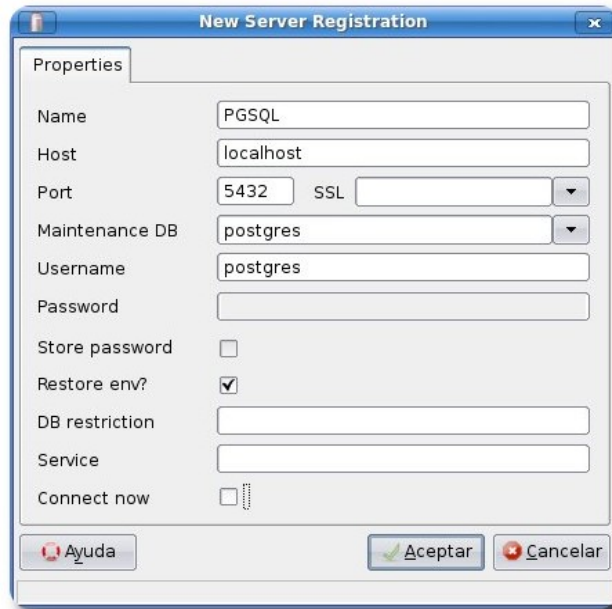 New Server Registration
Properties
Name PGSQL
Host localhost
Port 5432 SSL
Maintenance DB postgres
Username postgres
Password
Store password
Restore env?
DB restriction
Service
Connect now
Ayuda Aceptar Cancelar